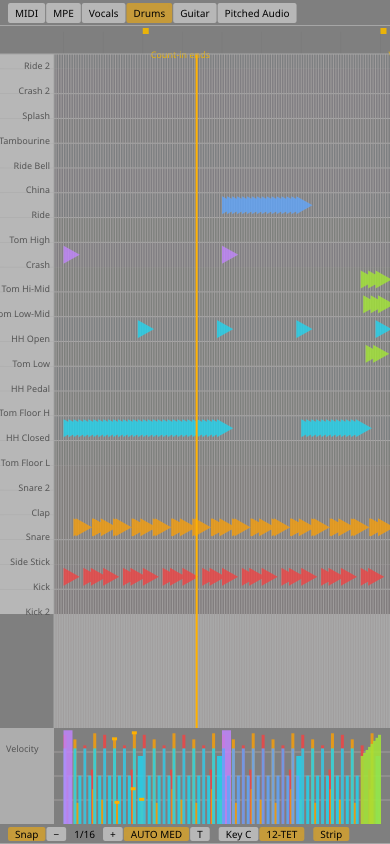 MIDI MPE Vocals Drums Guitar Pitched Audio
Count-in ends
Ride 2
Crash 2
Splash
Tambourine
Ride Bell
China
Ride
Tom High
Crash
Tom Hi-Mid
om Low-Mid
HH Open
Tom Low
HH Pedal
Tom Floor H
HH Closed
Tom Floor L
Snare 2
Clap
Snare
Side Stick
Kick
Kick 2
Velocity
Snap − 1/16 + AUTO MED T Key C 12-TET Strip